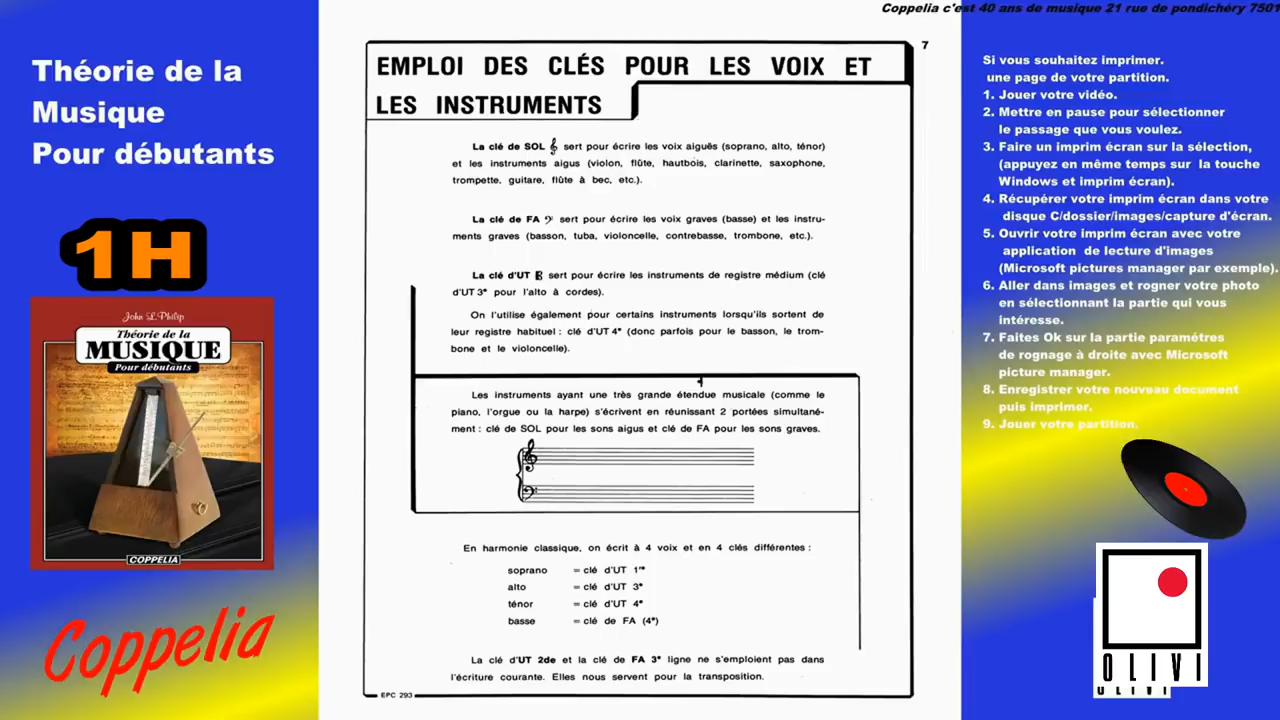 Coppelia c'est 40 ans de musique 21 rue de pondichéry 7501
Théorie de la
Musique
Pour débutants
1H
John L. Philip
Théorie de la
MUSIQUE
Pour débutants
COPPELIA
Coppelia
7
EMPLOI DES CLÉS POUR LES VOIX ET
LES INSTRUMENTS
La clé de SOL sert pour écrire les voix aiguës (soprano, alto, ténor)
et les instruments aigus (violon, flûte, hautbois, clarinette, saxophone,
trompette, guitare, flûte à bec, etc.).
La clé de FA sert pour écrire les voix graves (basse) et les instru-
ments graves (basson, tuba, violoncelle, contrebasse, trombone, etc.).
La clé d'UT sert pour écrire les instruments de registre médium (clé
d'UT 3e pour l'alto à cordes).
On l'utilise également pour certains instruments lorsqu'ils sortent de
leur registre habituel : clé d'UT 4e (donc parfois pour le basson, le trom-
bone et le violoncelle).
Les instruments ayant une très grande étendue musicale (comme le
piano, l'orgue ou la harpe) s'écrivent en réunissant 2 portées simultané-
ment : clé de SOL pour les sons aigus et clé de FA pour les sons graves.
En harmonie classique, on écrit à 4 voix et en 4 clés différentes :
soprano = clé d'UT 1re
alto = clé d'UT 3e
ténor = clé d'UT 4e
basse = clé de FA (4e)
La clé d'UT 2de et la clé de FA 3e ligne ne s'emploient pas dans
l'écriture courante. Elles nous servent pour la transposition.
EPC 293
Si vous souhaitez imprimer.
une page de votre partition.
1. Jouer votre vidéo.
2. Mettre en pause pour sélectionner
le passage que vous voulez.
3. Faire un imprim écran sur la sélection,
(appuyez en même temps sur la touche
Windows et imprim écran).
4. Récupérer votre imprim écran dans votre
disque C/dossier/images/capture d'écran.
5. Ouvrir votre imprim écran avec votre
application de lecture d'images
(Microsoft pictures manager par exemple).
6. Aller dans images et rogner votre photo
en sélectionnant la partie qui vous
intéresse.
7. Faites Ok sur la partie paramétres
de rognage à droite avec Microsoft
picture manager.
8. Enregistrer votre nouveau document
puis imprimer.
9. Jouer votre partition.
OLIVI
OLIVI